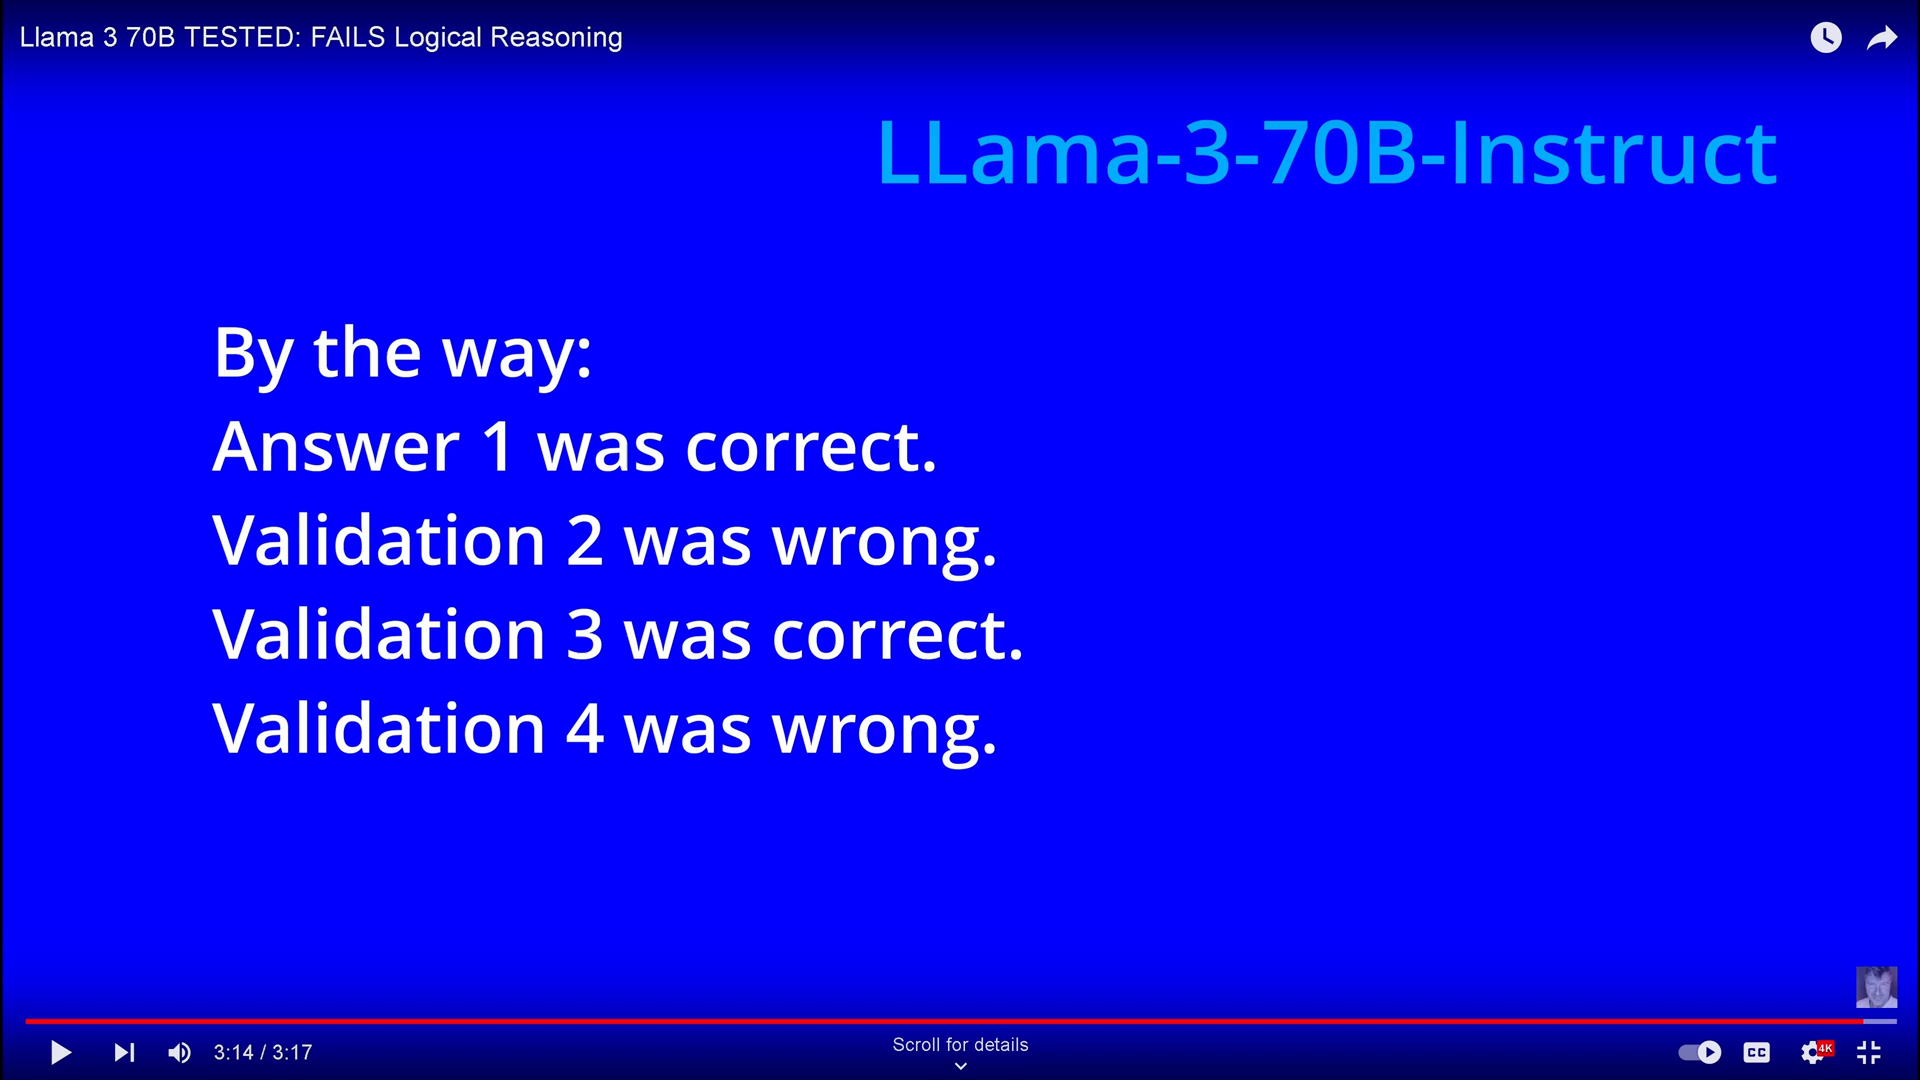 Llama 3 70B TESTED: FAILS Logical Reasoning
LLama-3-70B-Instruct
By the way:
Answer 1 was correct.
Validation 2 was wrong.
Validation 3 was correct.
Validation 4 was wrong.
3:14 / 3:17
Scroll for details
CC
4K